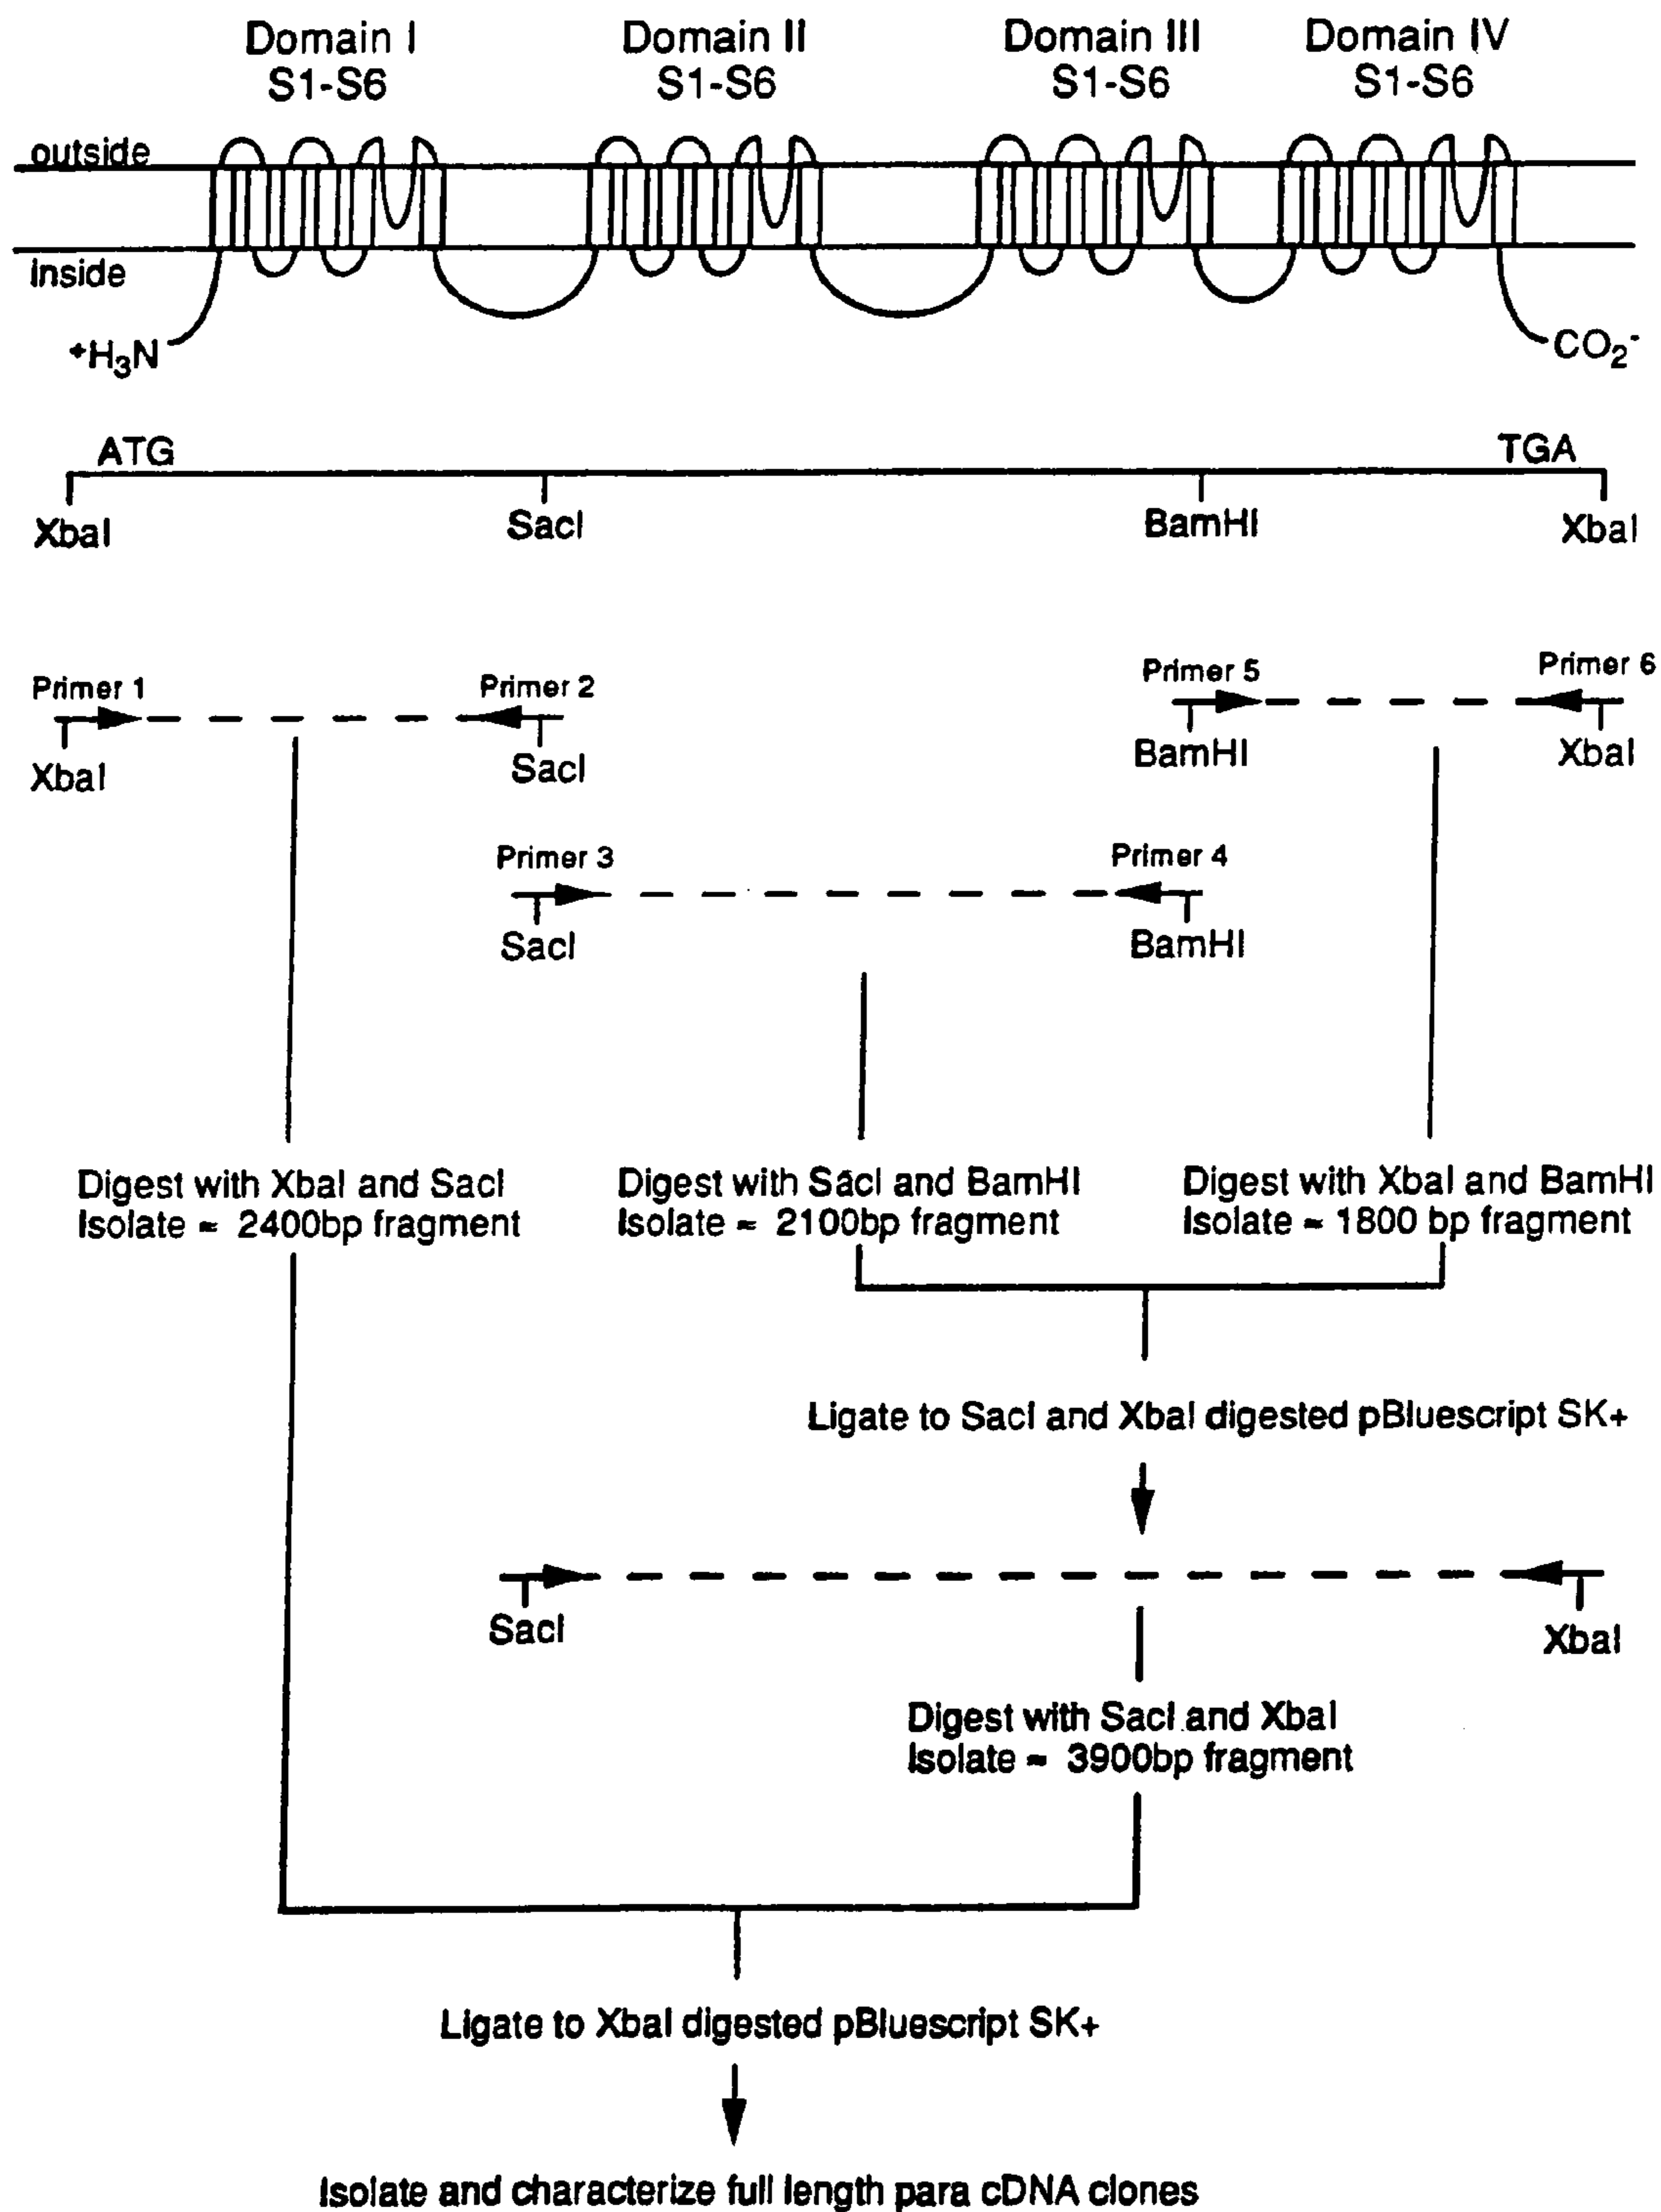 Domain I
S1-S6
Domain II
S1-S6
Domain III
S1-S6
Domain IV
S1-S6
outside
inside
+H3N
CO2-
ATG
TGA
XbaI
SacI
BamHI
XbaI
Primer 1
Primer 2
Primer 5
Primer 6
XbaI
SacI
BamHI
XbaI
Primer 3
Primer 4
SacI
BamHI
Digest with XbaI and SacI
Isolate ≈ 2400bp fragment
Digest with SacI and BamHI
Isolate ≈ 2100bp fragment
Digest with XbaI and BamHI
Isolate ≈ 1800 bp fragment
Ligate to SacI and XbaI digested pBluescript SK+
SacI
XbaI
Digest with SacI and XbaI
Isolate ≈ 3900bp fragment
Ligate to XbaI digested pBluescript SK+
Isolate and characterize full length para cDNA clones